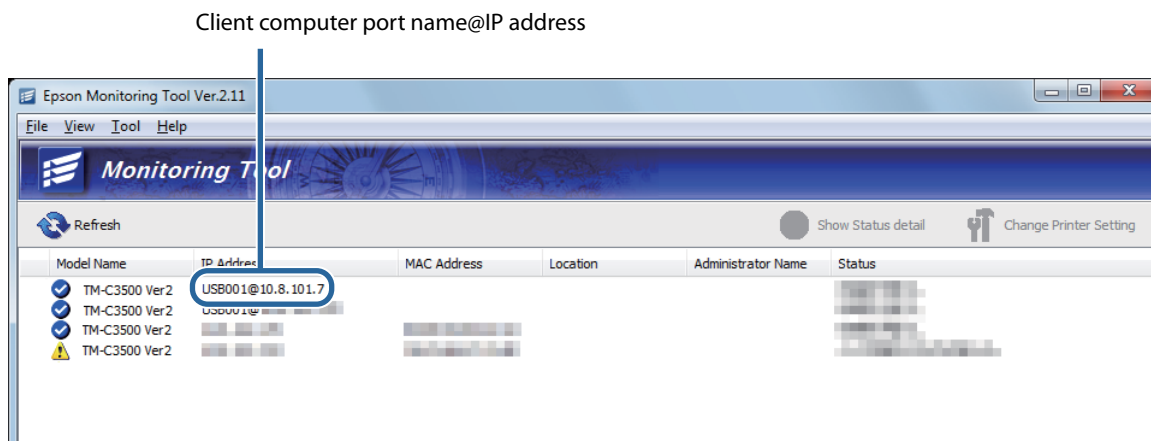 Client computer port name@IP address
Epson Monitoring Tool Ver.2.11
File View Tool Help
Monitoring Tool
Refresh Show Status detail Change Printer Setting
Model Name IP Address MAC Address Location Administrator Name Status
TM-C3500 Ver2 USB001@10.8.101.7
TM-C3500 Ver2 USB001@
TM-C3500 Ver2
TM-C3500 Ver2